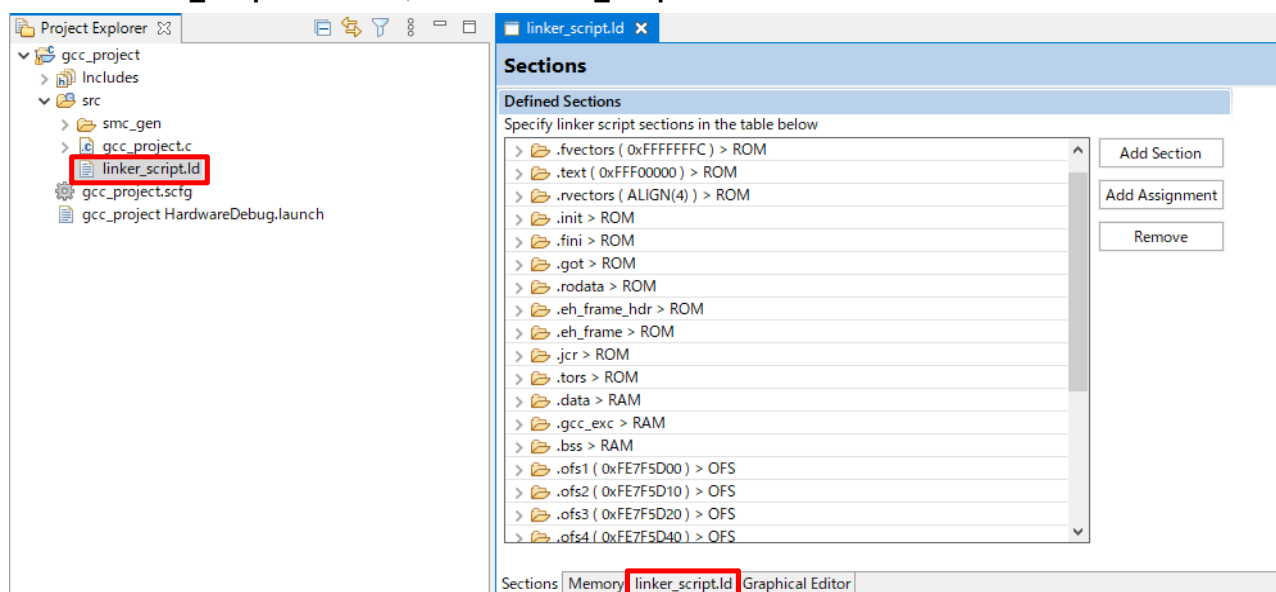 Project Explorer
gcc_project
Includes
src
smc_gen
gcc_project.c
linker_script.ld
gcc_project.scfg
gcc_project HardwareDebug.launch
linker_script.ld
Sections
Defined Sections
Specify linker script sections in the table below
.fvectors ( 0xFFFFFFFC ) > ROM
.text ( 0xFFF00000 ) > ROM
.rvectors ( ALIGN(4) ) > ROM
.init > ROM
.fini > ROM
.got > ROM
.rodata > ROM
.eh_frame_hdr > ROM
.eh_frame > ROM
.jcr > ROM
.tors > ROM
.data > RAM
.gcc_exc > RAM
.bss > RAM
.ofs1 ( 0xFE7F5D00 ) > OFS
.ofs2 ( 0xFE7F5D10 ) > OFS
.ofs3 ( 0xFE7F5D20 ) > OFS
.ofs4 ( 0xFE7F5D40 ) > OFS
Add Section
Add Assignment
Remove
Sections Memory linker_script.ld Graphical Editor